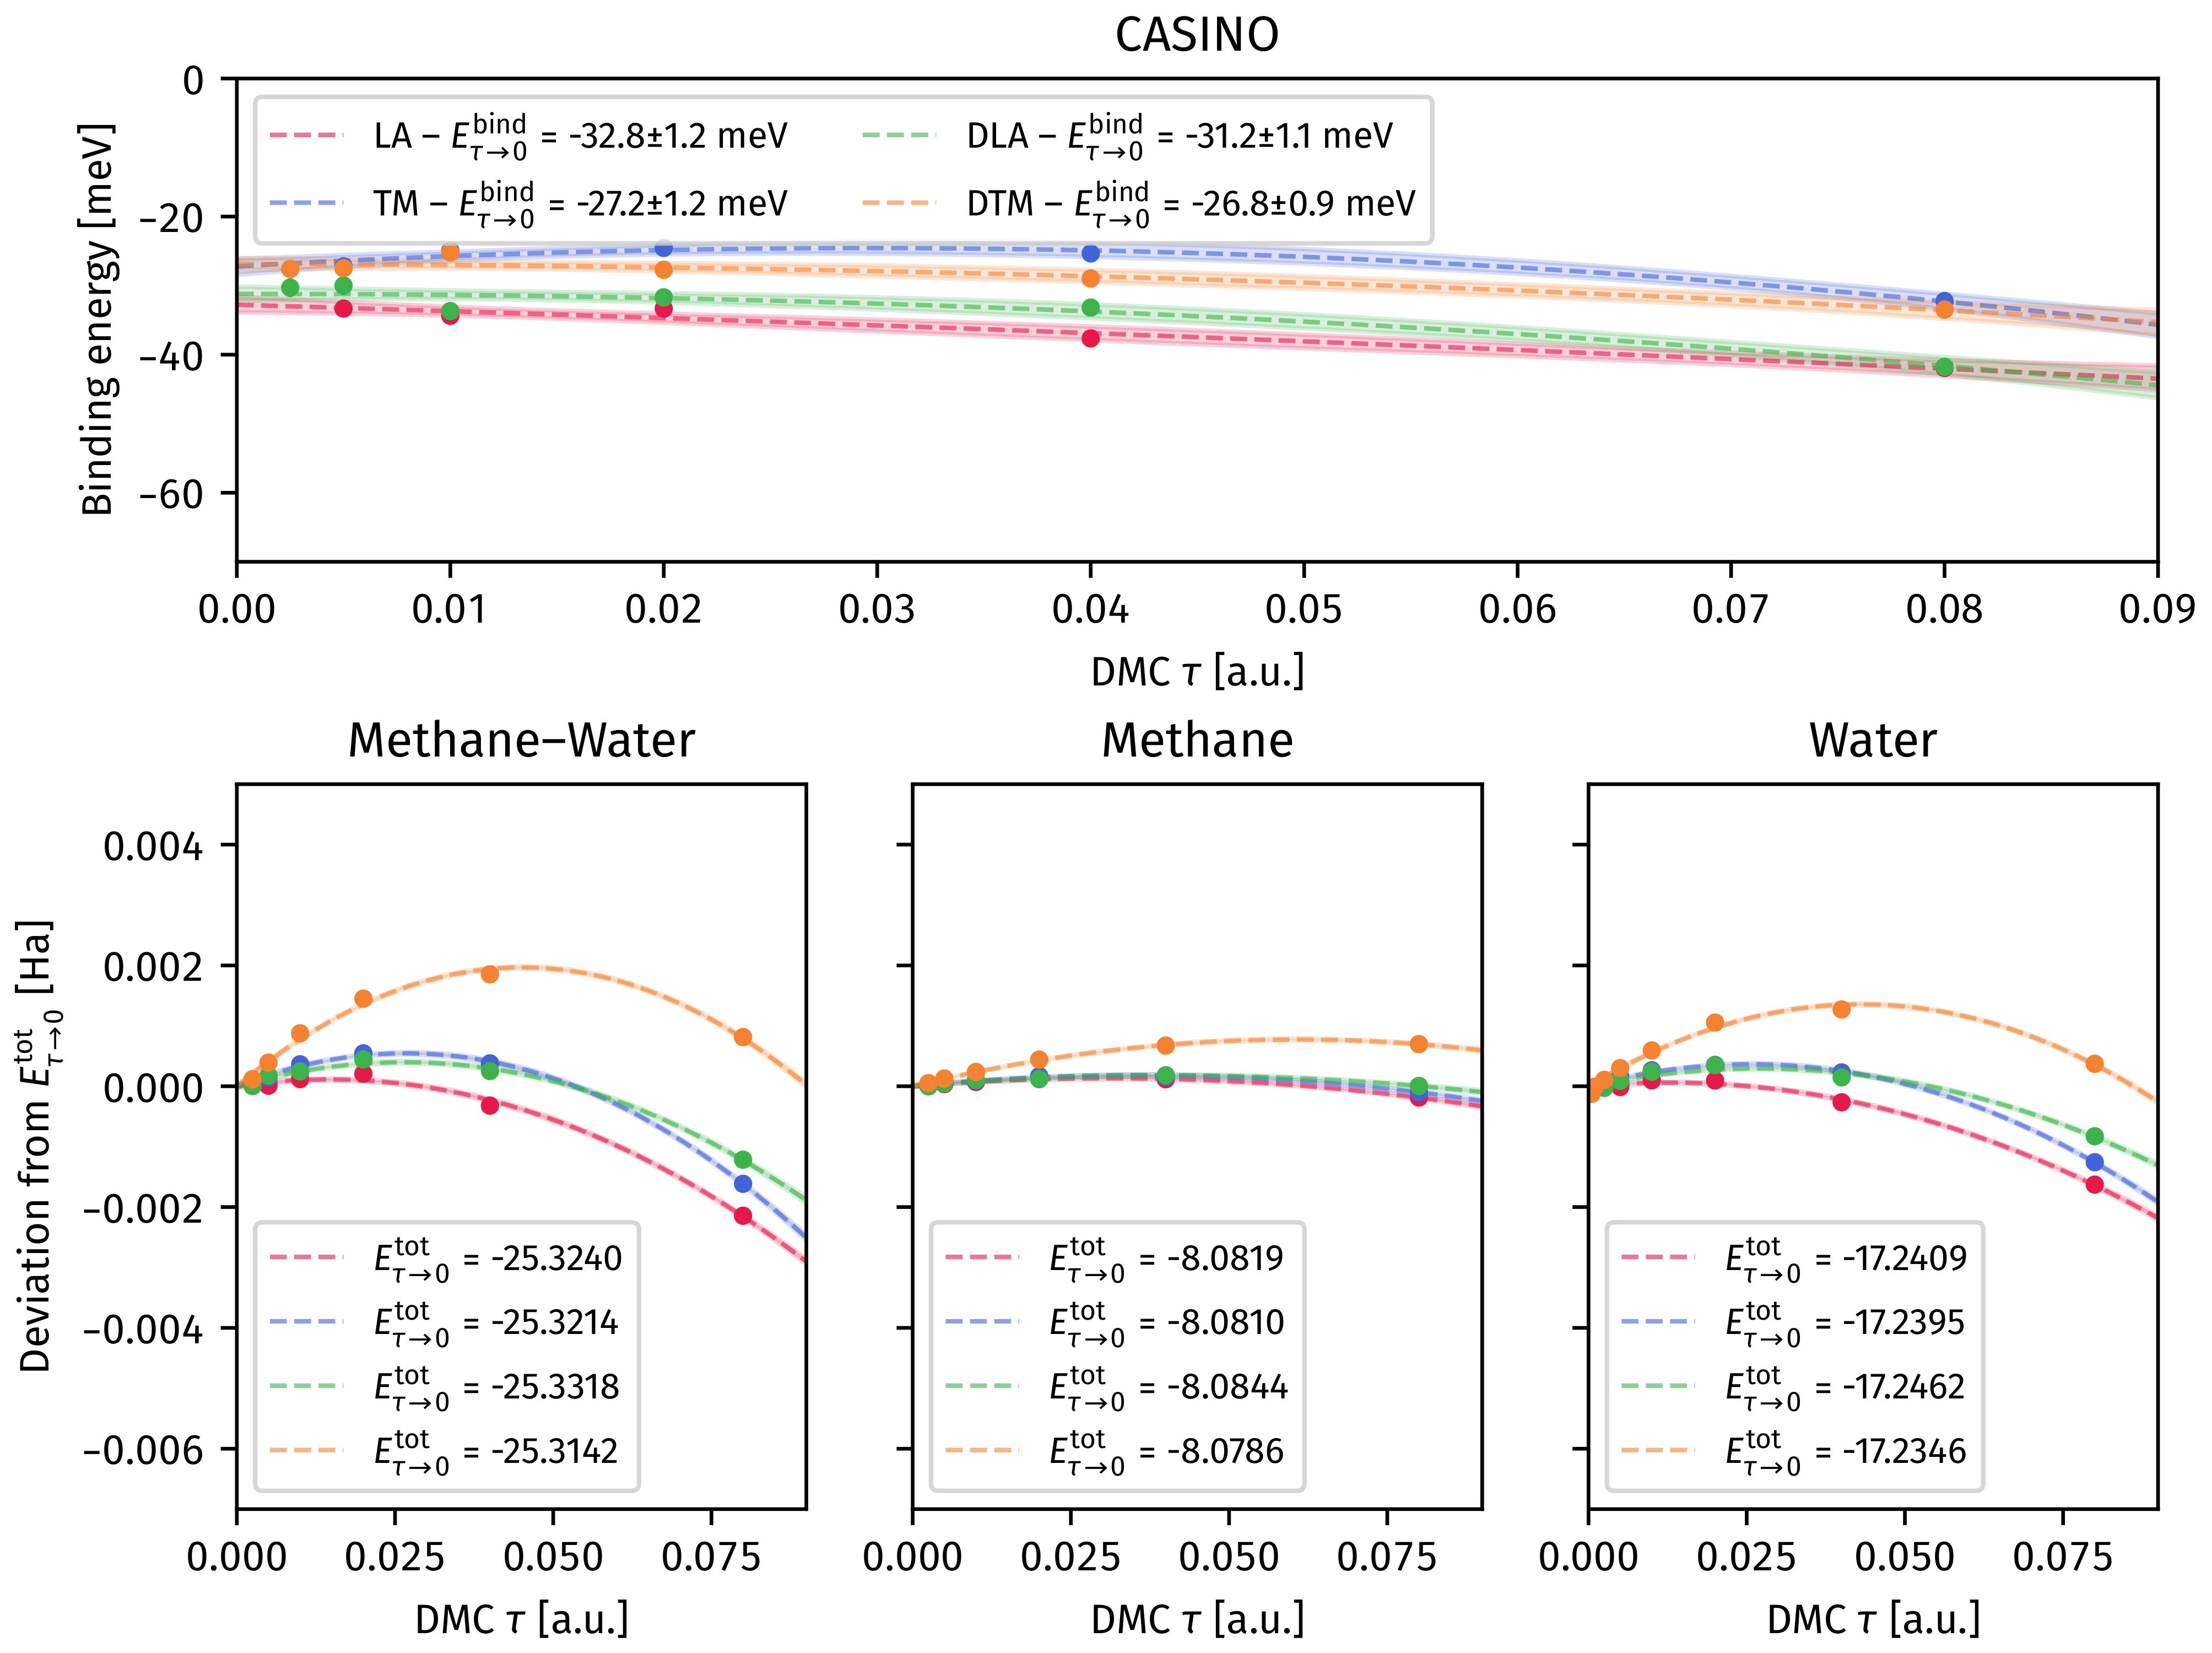 CASINO
Binding energy [meV]
0
-20
-40
-60
LA – E^bind_τ→0 = -32.8±1.2 meV
TM – E^bind_τ→0 = -27.2±1.2 meV
DLA – E^bind_τ→0 = -31.2±1.1 meV
DTM – E^bind_τ→0 = -26.8±0.9 meV
0.00 0.01 0.02 0.03 0.04 0.05 0.06 0.07 0.08 0.09
DMC τ [a.u.]
Deviation from E^tot_τ→0 [Ha]
Methane–Water
0.004
0.002
0.000
-0.002
-0.004
-0.006
E^tot_τ→0 = -25.3240
E^tot_τ→0 = -25.3214
E^tot_τ→0 = -25.3318
E^tot_τ→0 = -25.3142
0.000 0.025 0.050 0.075
DMC τ [a.u.]
Methane
E^tot_τ→0 = -8.0819
E^tot_τ→0 = -8.0810
E^tot_τ→0 = -8.0844
E^tot_τ→0 = -8.0786
0.000 0.025 0.050 0.075
DMC τ [a.u.]
Water
E^tot_τ→0 = -17.2409
E^tot_τ→0 = -17.2395
E^tot_τ→0 = -17.2462
E^tot_τ→0 = -17.2346
0.000 0.025 0.050 0.075
DMC τ [a.u.]